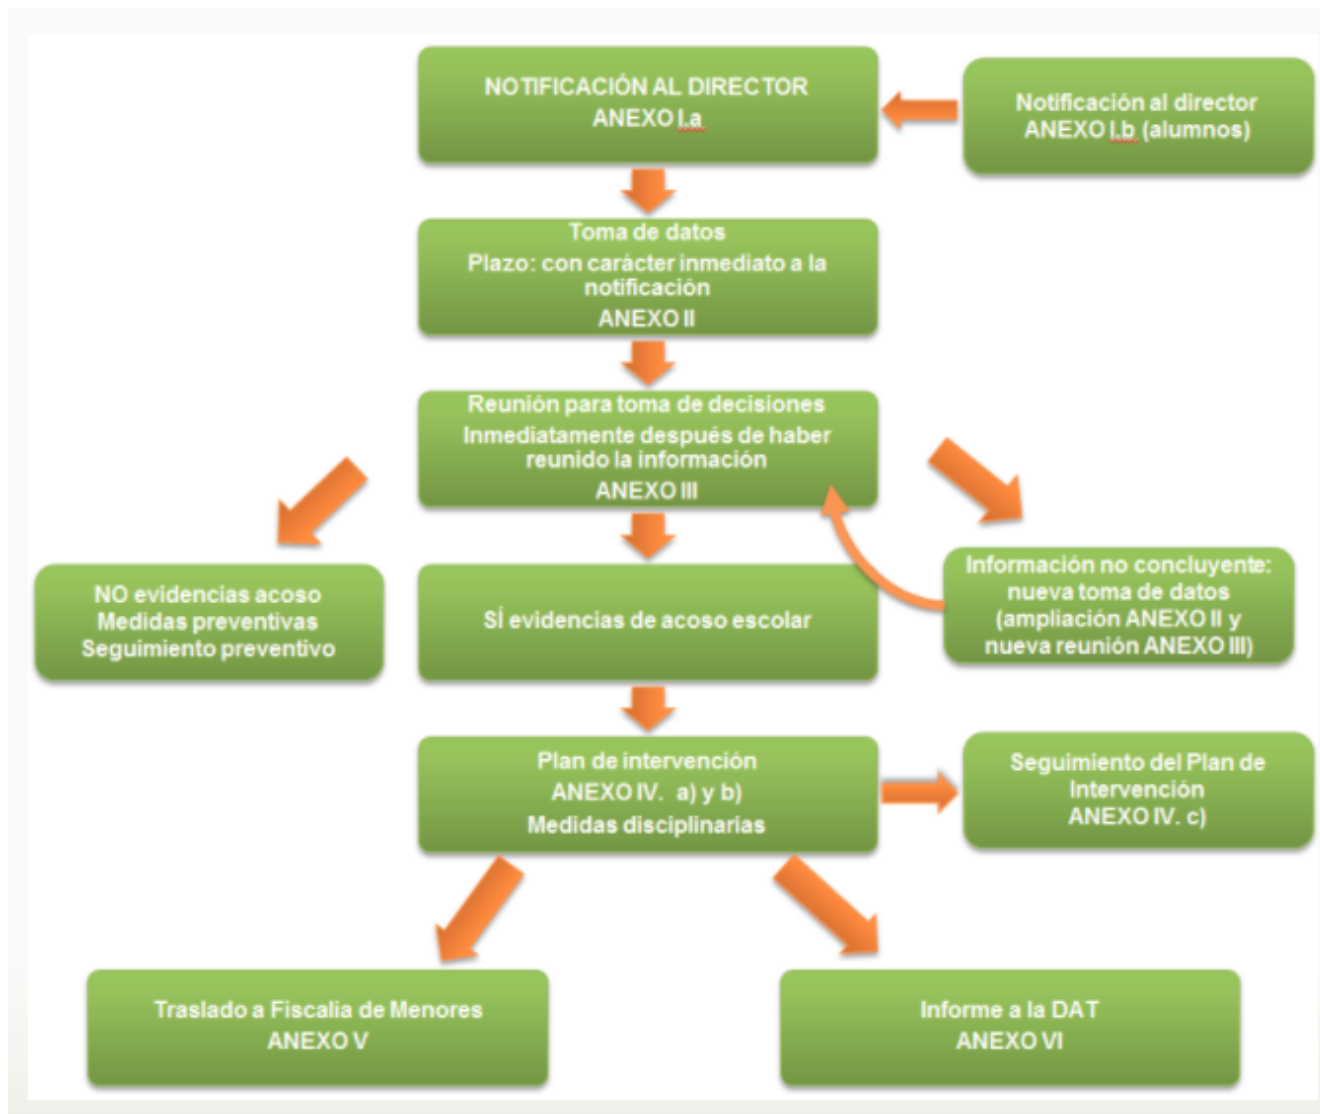 NOTIFICACIÓN AL DIRECTOR
ANEXO I.a
Notificación al director
ANEXO I.b (alumnos)
Toma de datos
Plazo: con carácter inmediato a la
notificación
ANEXO II
Reunión para toma de decisiones
Inmediatamente después de haber
reunido la información
ANEXO III
NO evidencias acoso
Medidas preventivas
Seguimiento preventivo
SÍ evidencias de acoso escolar
Información no concluyente:
nueva toma de datos
(ampliación ANEXO II y
nueva reunión ANEXO III)
Plan de intervención
ANEXO IV. a) y b)
Medidas disciplinarias
Seguimiento del Plan de
Intervención
ANEXO IV. c)
Traslado a Fiscalia de Menores
ANEXO V
Informe a la DAT
ANEXO VI